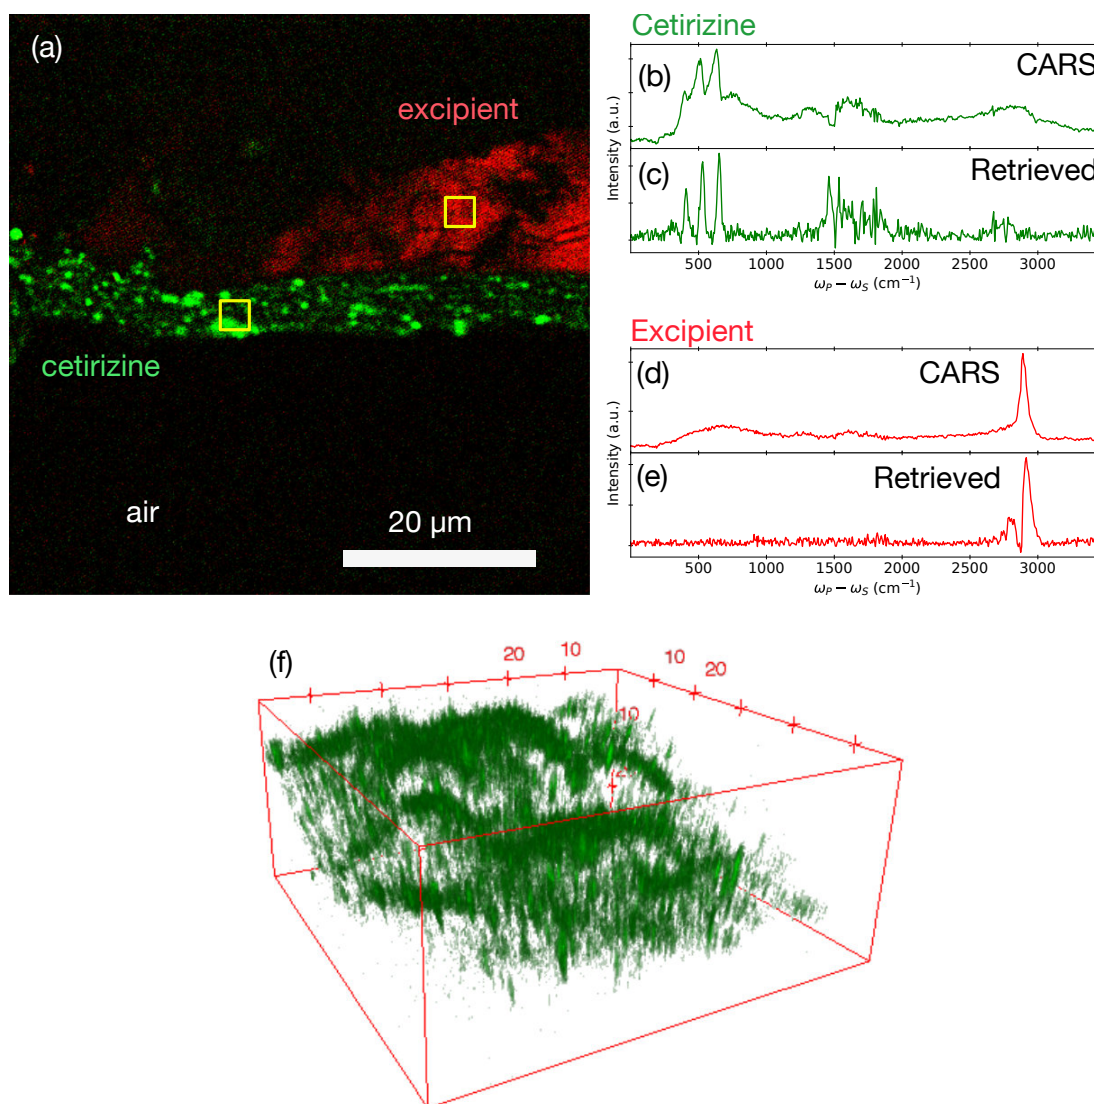 (a)
excipient
cetirizine
air
20 µm
Cetirizine
(b)
CARS
Intensity (a.u.)
(c)
Retrieved
500 1000 1500 2000 2500 3000
ωP − ωS (cm⁻¹)
Excipient
(d)
CARS
Intensity (a.u.)
(e)
Retrieved
500 1000 1500 2000 2500 3000
ωP − ωS (cm⁻¹)
(f)
20 10 10 20
10